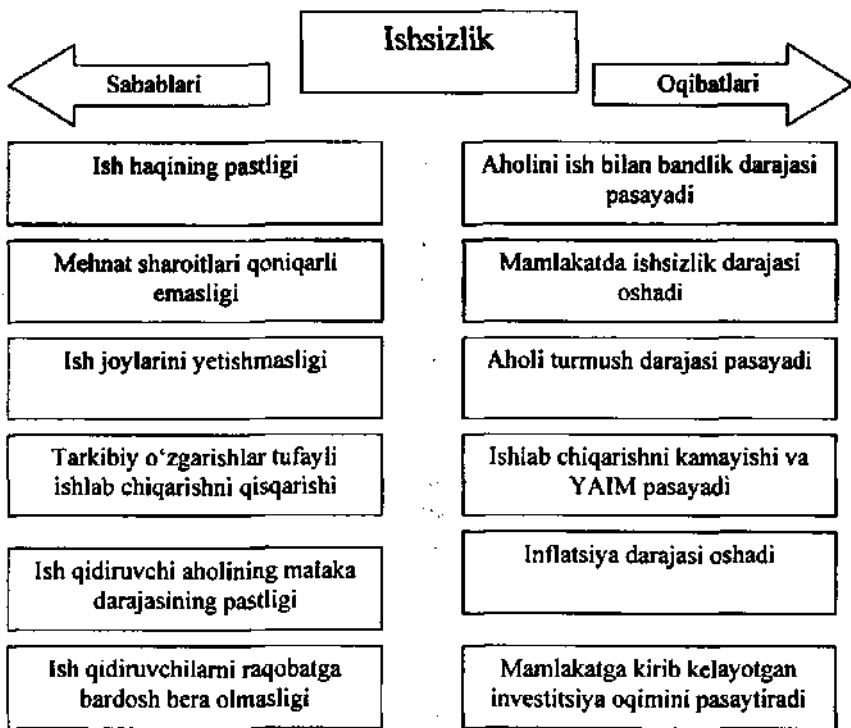 Ishsizlik
Sabablari
Oqibatlari
Ish haqining pastligi
Mehnat sharoitlari qoniqarli
emasligi
Ish joylarini yetishmasligi
Tarkibiy o‘zgarishlar tufayli
ishlab chiqarishni qisqarishi
Ish qidiruvchi aholining malaka
darajasining pastligi
Ish qidiruvchilarni raqobatga
bardosh bera olmasligi
Aholini ish bilan bandlik darajasi
pasayadi
Mamlakatda ishsizlik darajasi
oshadi
Aholi turmush darajasi pasayadi
Ishlab chiqarishni kamayishi va
YAIM pasayadi
Inflatsiya darajasi oshadi
Mamlakatga kirib kelayotgan
investitsiya oqimini pasaytiradi